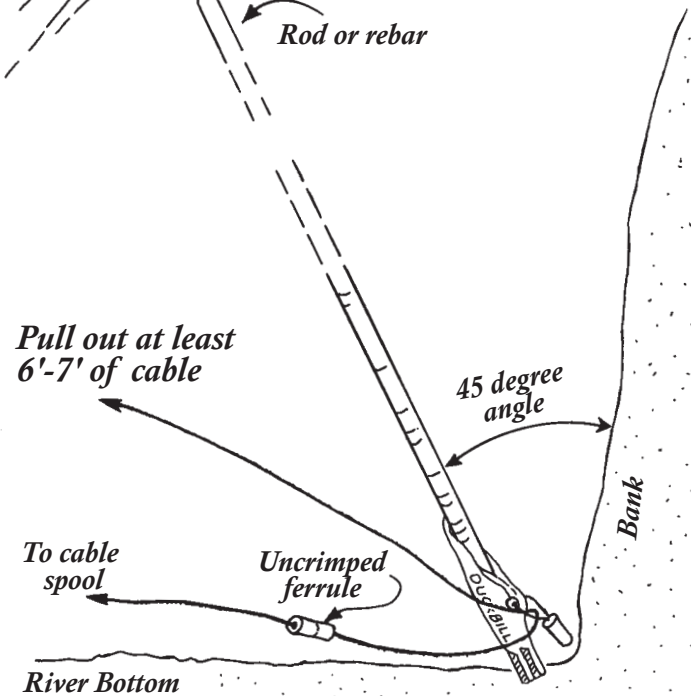 Rod or rebar
Pull out at least
6'-7' of cable
45 degree
angle
Bank
To cable
spool
Uncrimped
ferrule
DUCKBILL
River Bottom